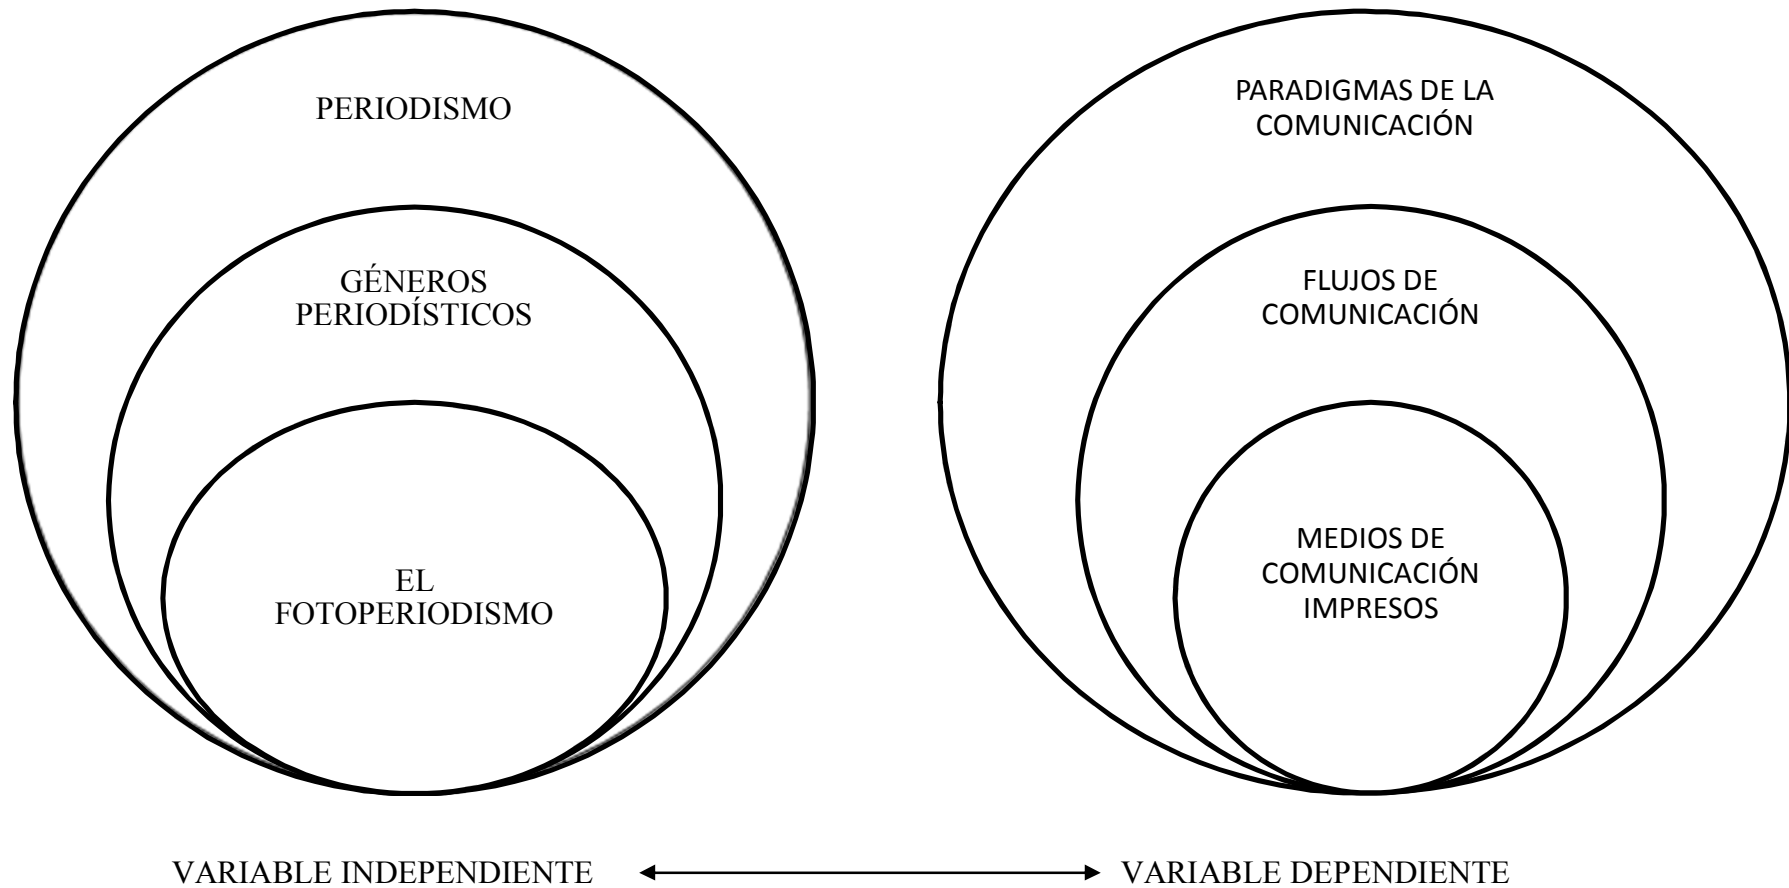 PERIODISMO
GÉNEROS
PERIODÍSTICOS
EL
FOTOPERIODISMO
PARADIGMAS DE LA
COMUNICACIÓN
FLUJOS DE
COMUNICACIÓN
MEDIOS DE
COMUNICACIÓN
IMPRESOS
VARIABLE INDEPENDIENTE
VARIABLE DEPENDIENTE